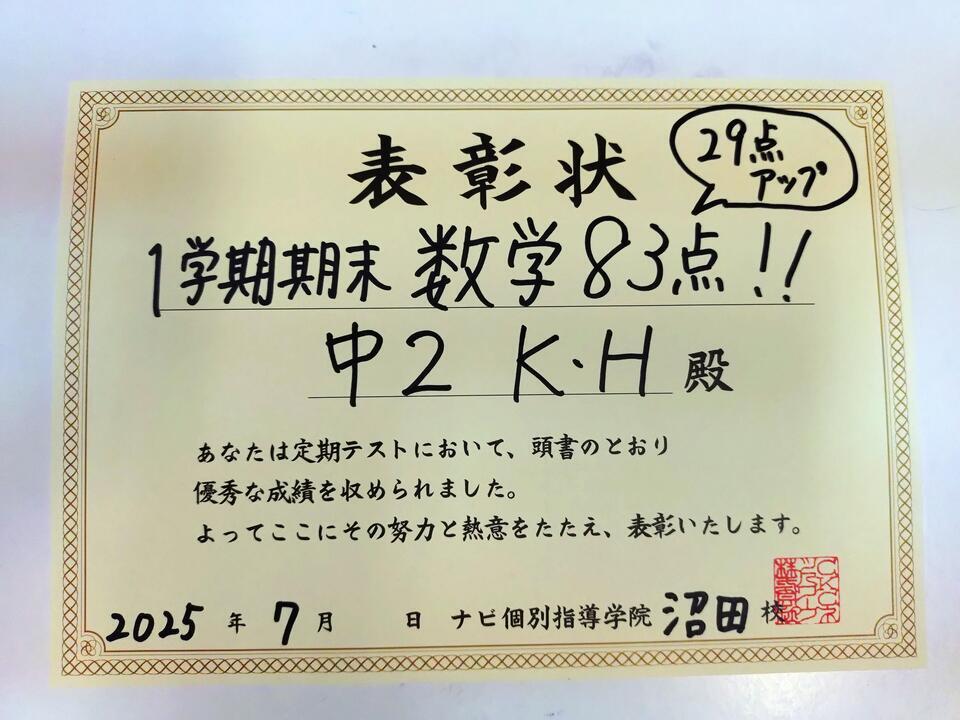 表彰状
29点
アップ
1学期期末 数学83点!!
中2 K・H 殿
あなたは定期テストにおいて、頭書のとおり
優秀な成績を収められました。
よってここにその努力と熱意をたたえ、表彰いたします。
2025年7月 日 ナビ個別指導学院 沼田校